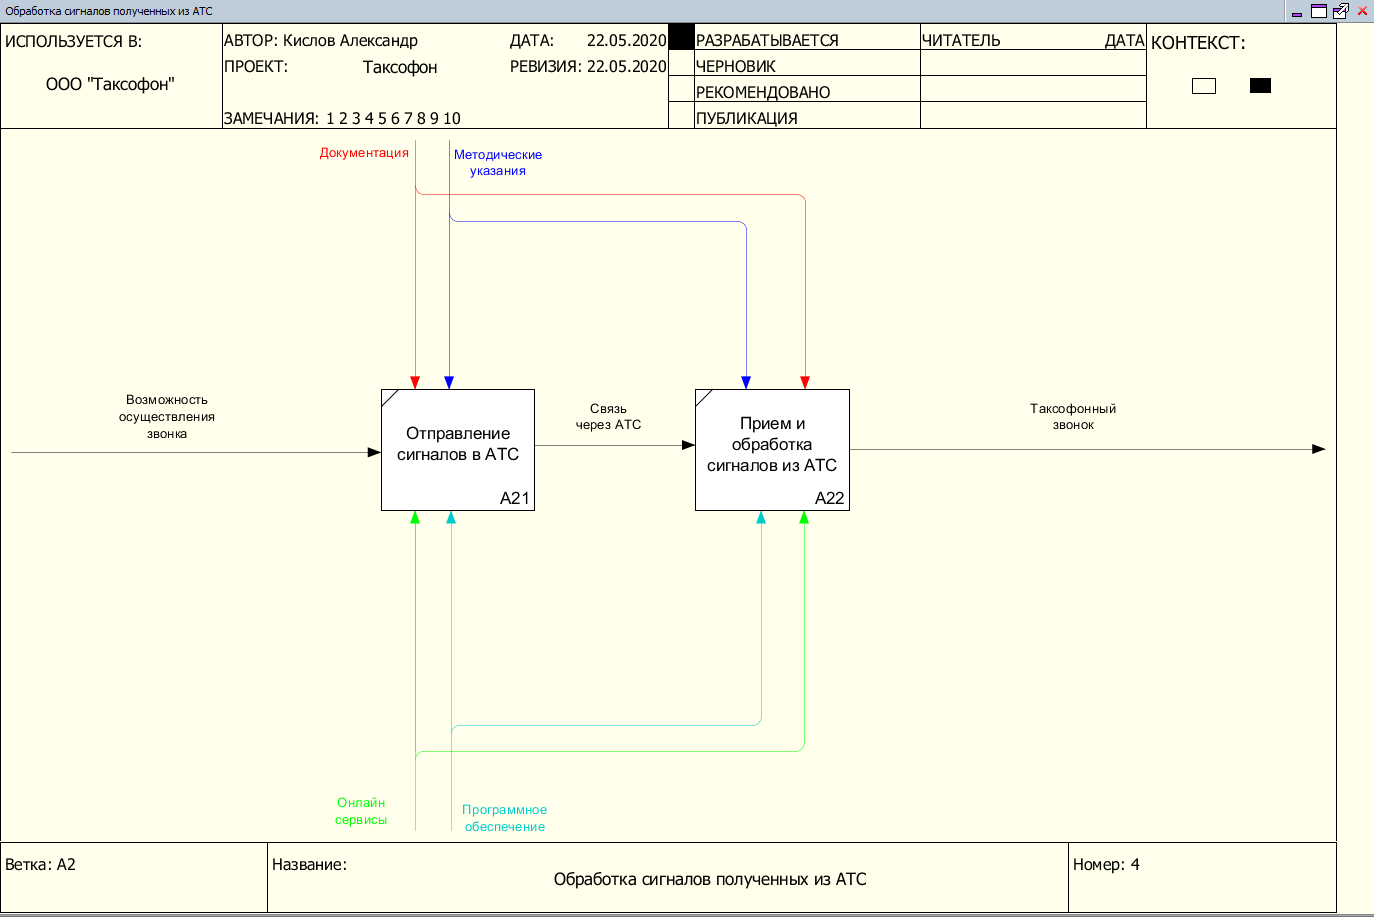 Обработка сигналов полученных из АТС
ИСПОЛЬЗУЕТСЯ В:
ООО "Таксофон"
АВТОР: Кислов Александр
ДАТА: 22.05.2020
ПРОЕКТ: Таксофон
РЕВИЗИЯ: 22.05.2020
ЗАМЕЧАНИЯ: 1 2 3 4 5 6 7 8 9 10
РАЗРАБАТЫВАЕТСЯ
ЧЕРНОВИК
РЕКОМЕНДОВАНО
ПУБЛИКАЦИЯ
ЧИТАТЕЛЬ ДАТА
КОНТЕКСТ:
Документация
Методические
указания
Возможность
осуществления
звонка
Отправление
сигналов в АТС
А21
Связь
через АТС
Прием и
обработка
сигналов из АТС
А22
Таксофонный
звонок
Онлайн
сервисы
Программное
обеспечение
Ветка: А2
Название:
Обработка сигналов полученных из АТС
Номер: 4